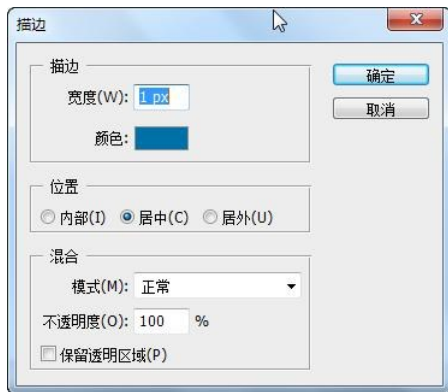 描边
描边
宽度(W): 1 px
颜色:
确定
取消
位置
内部(I) 居中(C) 居外(U)
混合
模式(M): 正常
不透明度(O): 100 %
保留透明区域(P)